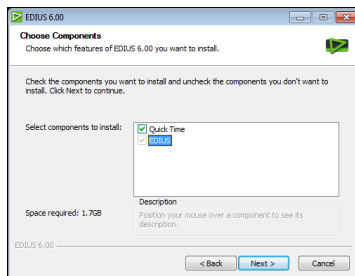 EDIUS 6.00
Choose Components
Choose which features of EDIUS 6.00 you want to install.
Check the components you want to install and uncheck the components you don't want to
install. Click Next to continue.
Select components to install:
Quick Time
EDIUS
Space required: 1.7GB
Description
Position your mouse over a component to see its
description.
EDIUS 6.00
< Back
Next >
Cancel